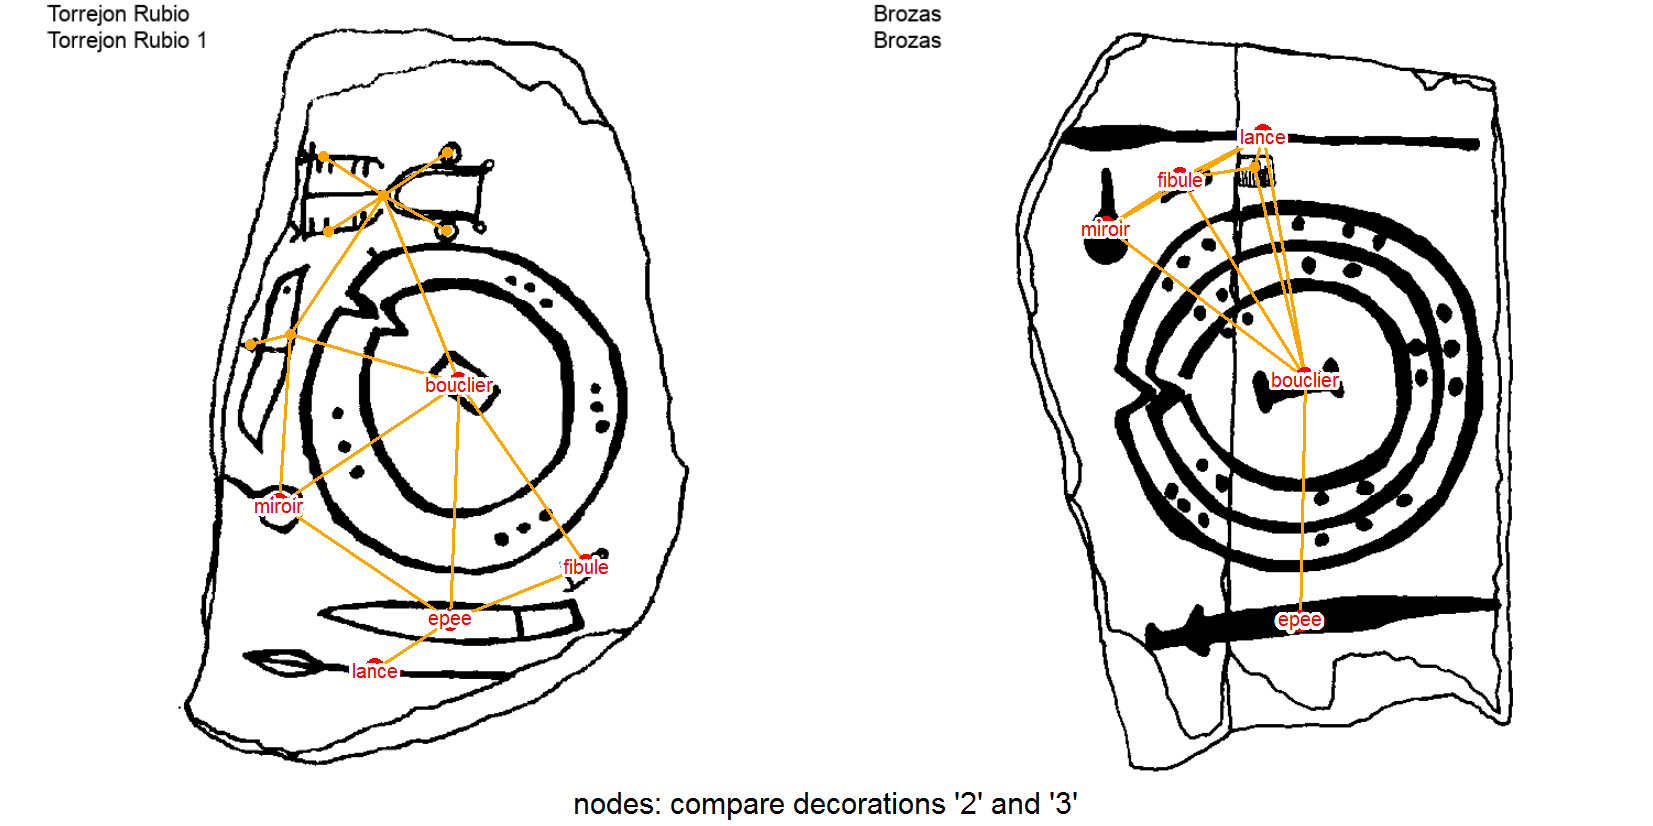 Torrejon Rubio
Torrejon Rubio 1
bouclier
miroir
fibule
epee
lance
Brozas
Brozas
lance
fibule
miroir
bouclier
epee
nodes: compare decorations '2' and '3'